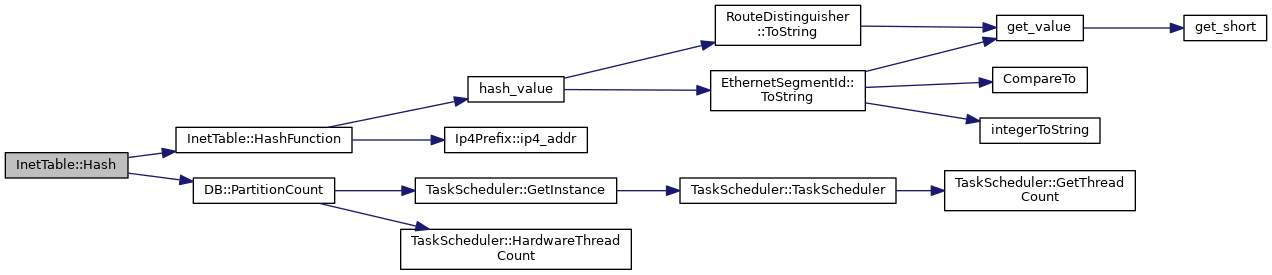 InetTable::Hash
InetTable::HashFunction
hash_value
RouteDistinguisher
::ToString
get_value
get_short
EthernetSegmentId::
ToString
CompareTo
integerToString
Ip4Prefix::ip4_addr
DB::PartitionCount
TaskScheduler::GetInstance
TaskScheduler::TaskScheduler
TaskScheduler::GetThread
Count
TaskScheduler::HardwareThread
Count